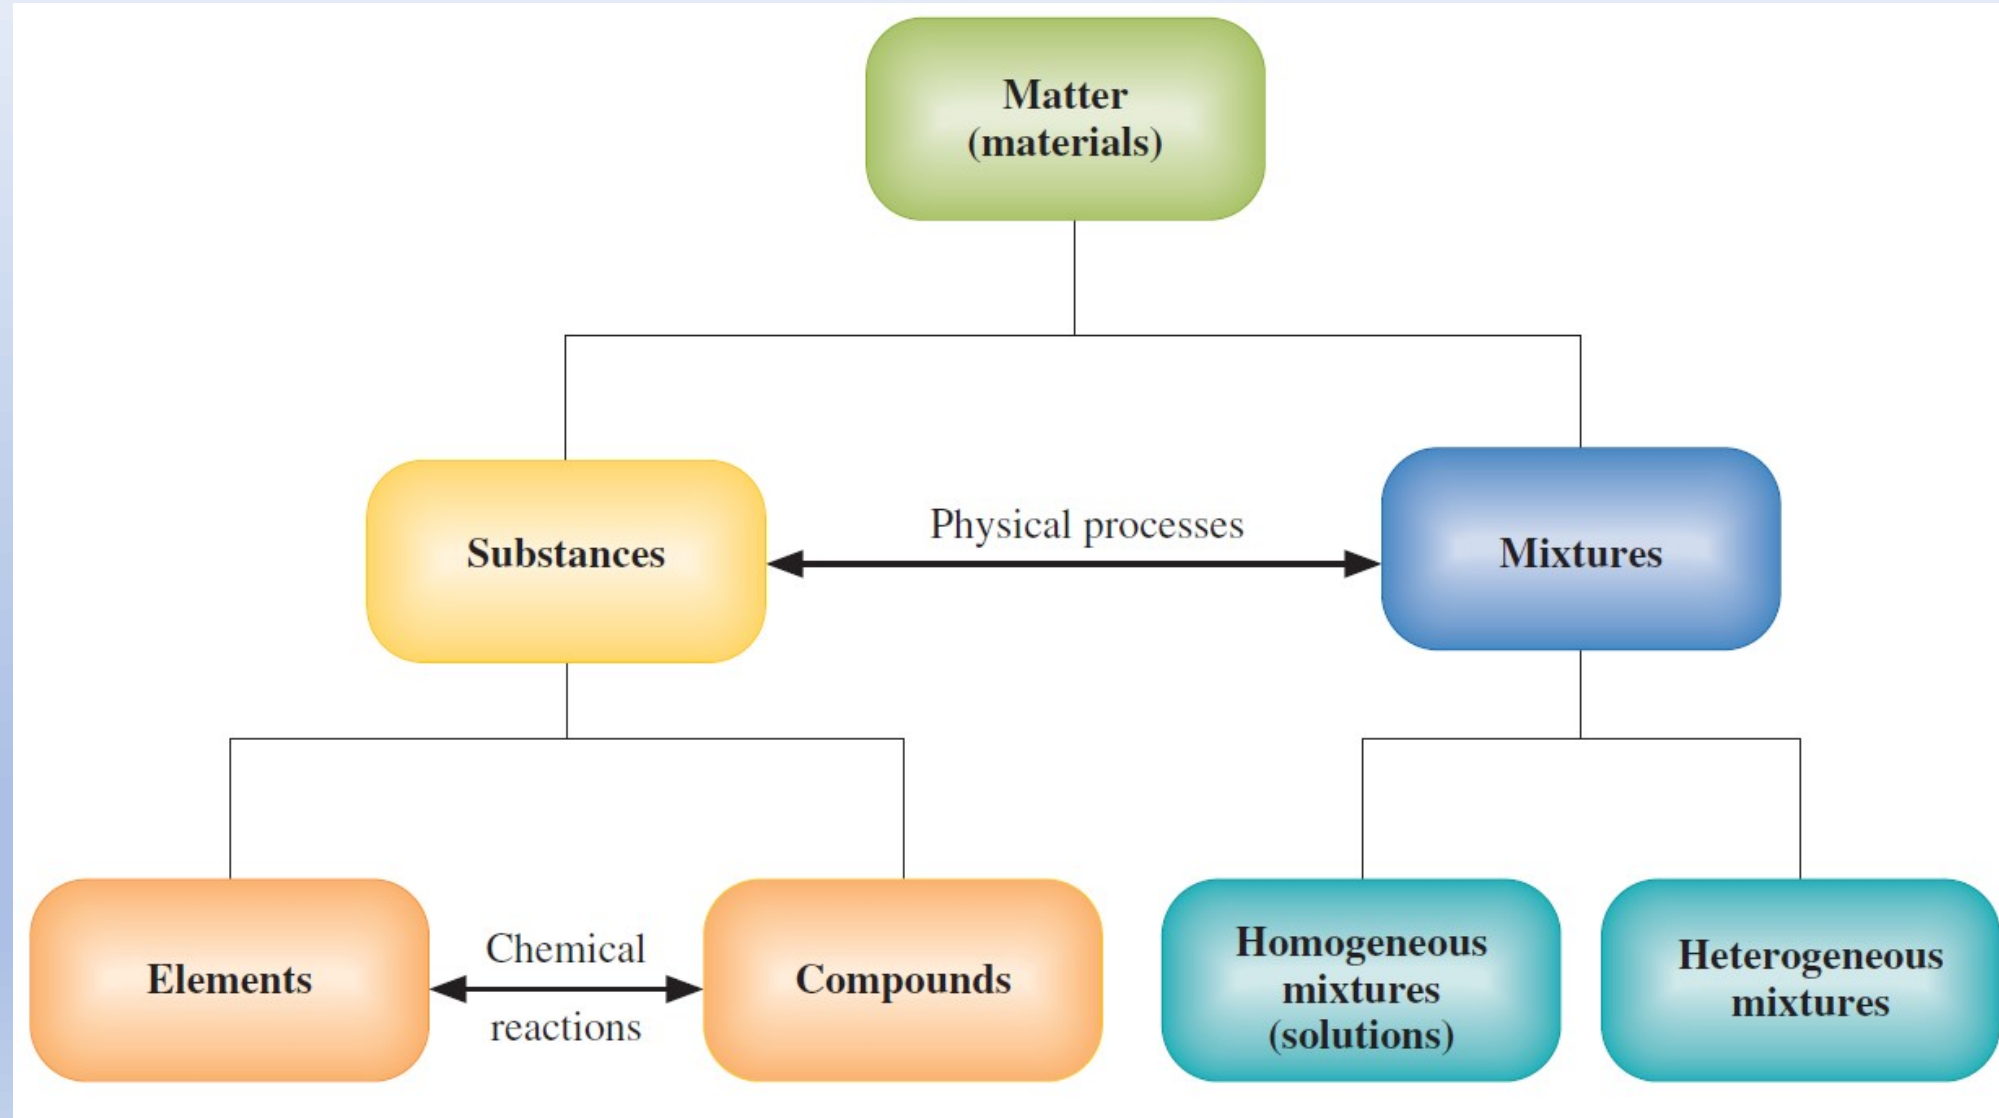 Matter
(materials)
Substances
Physical processes
Mixtures
Elements
Chemical
reactions
Compounds
Homogeneous
mixtures
(solutions)
Heterogeneous
mixtures